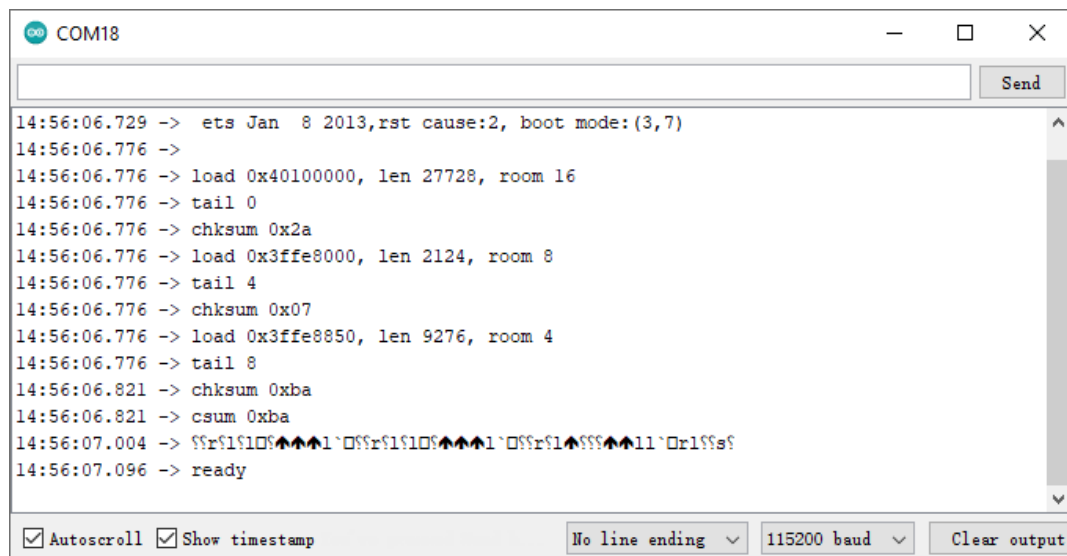 COM18
Send
14:56:06.729 ->  ets Jan  8 2013,rst cause:2, boot mode:(3,7)
14:56:06.776 ->
14:56:06.776 -> load 0x40100000, len 27728, room 16
14:56:06.776 -> tail 0
14:56:06.776 -> chksum 0x2a
14:56:06.776 -> load 0x3ffe8000, len 2124, room 8
14:56:06.776 -> tail 4
14:56:06.776 -> chksum 0x07
14:56:06.776 -> load 0x3ffe8850, len 9276, room 4
14:56:06.776 -> tail 8
14:56:06.821 -> chksum 0xba
14:56:06.821 -> csum 0xba
14:56:07.004 ->
14:56:07.096 -> ready
Autoscroll Show timestamp No line ending 115200 baud Clear output